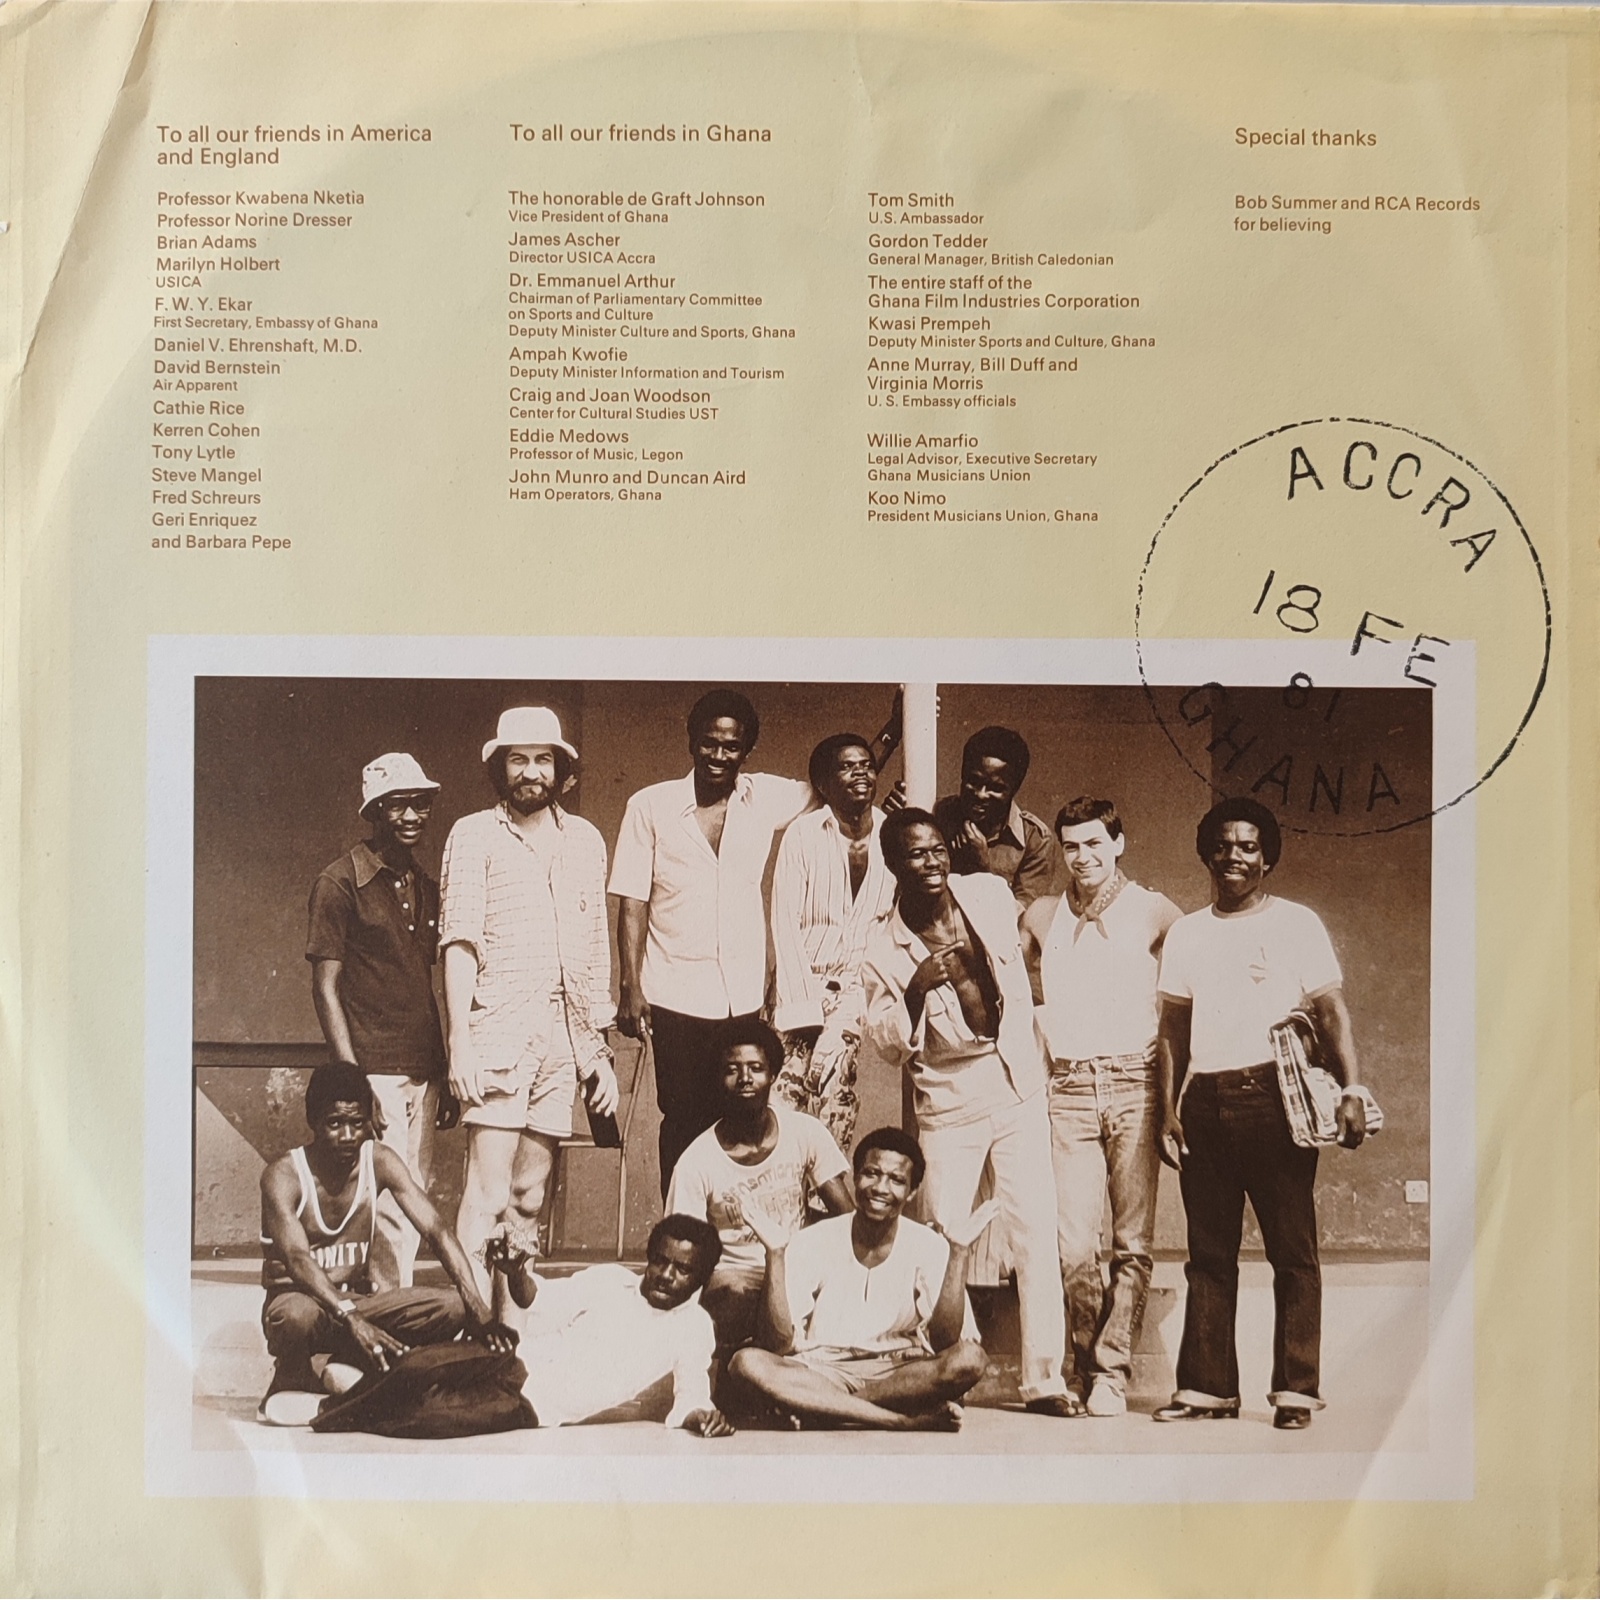 To all our friends in America
and England
Professor Kwabena Nketia
Professor Norine Dresser
Brian Adams
Marilyn Holbert
USICA
F. W. Y. Ekar
First Secretary, Embassy of Ghana
Daniel V. Ehrenshaft, M.D.
David Bernstein
Air Apparent
Cathie Rice
Kerren Cohen
Tony Lytle
Steve Mangel
Fred Schreurs
Geri Enriquez
and Barbara Pepe
To all our friends in Ghana
The honorable de Graft Johnson
Vice President of Ghana
James Ascher
Director USICA Accra
Dr. Emmanuel Arthur
Chairman of Parliamentary Committee
on Sports and Culture
Deputy Minister Culture and Sports, Ghana
Ampah Kwofie
Deputy Minister Information and Tourism
Craig and Joan Woodson
Center for Cultural Studies UST
Eddie Medows
Professor of Music, Legon
John Munro and Duncan Aird
Ham Operators, Ghana
Tom Smith
U.S. Ambassador
Gordon Tedder
General Manager, British Caledonian
The entire staff of the
Ghana Film Industries Corporation
Kwasi Prempeh
Deputy Minister Sports and Culture, Ghana
Anne Murray, Bill Duff and
Virginia Morris
U. S. Embassy officials
Willie Amarfio
Legal Advisor, Executive Secretary
Ghana Musicians Union
Koo Nimo
President Musicians Union, Ghana
Special thanks
Bob Summer and RCA Records
for believing
ACCRA
18 FE
81
GHANA
UNITY